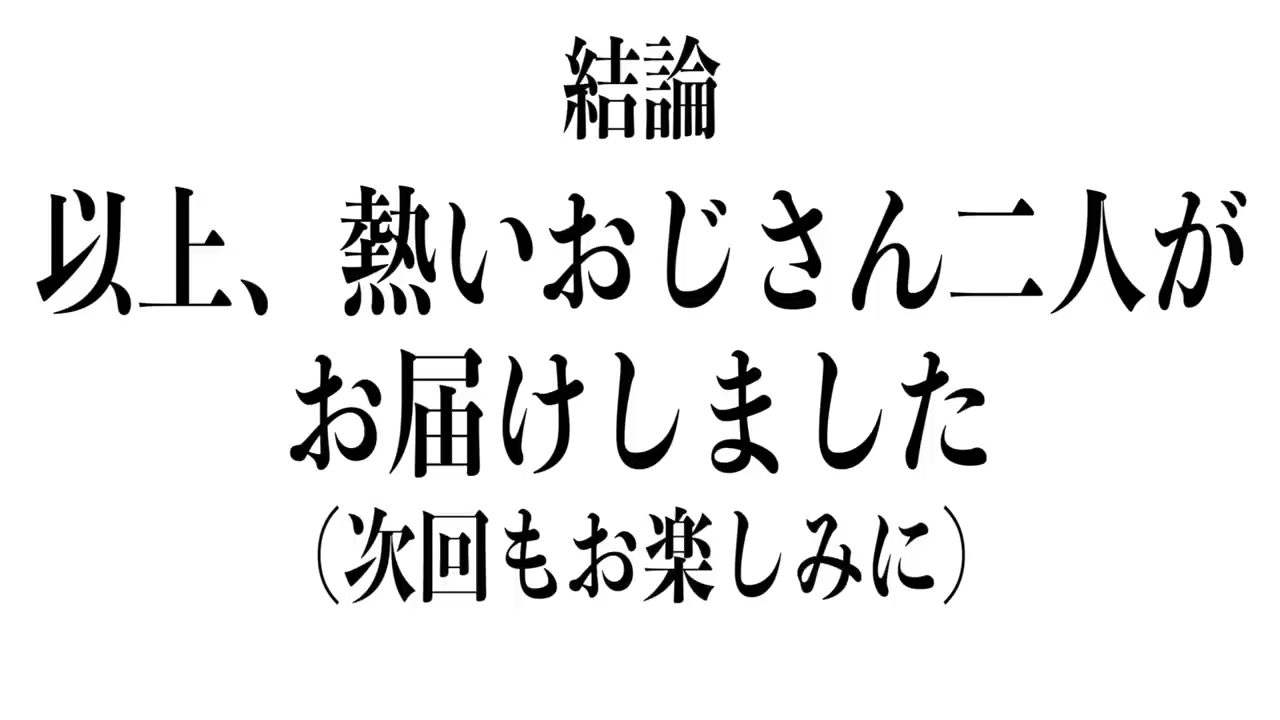 結論
以上、熱いおじさん二人が
お届けしました
（次回もお楽しみに）